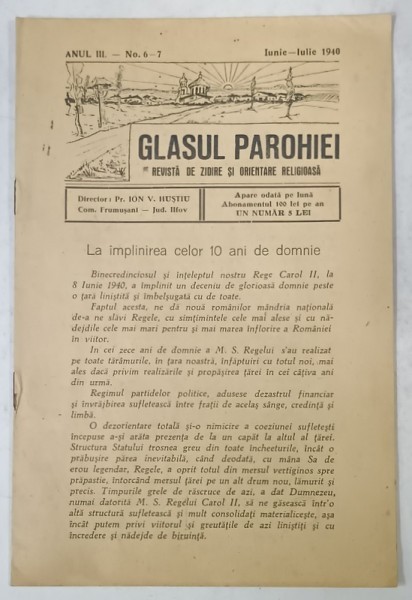 ANUL III. — No. 6-7 Iunie—Iulie 1940
GLASUL PAROHIEI
REVISTĂ DE ZIDIRE ȘI ORIENTARE RELIGIOASĂ
Director: Pr. ION V. HUȘTIU
Com. Frumușani — Jud. Ilfov
Apare odată pe lună
Abonamentul 100 lei pe an
UN NUMĂR 5 LEI
La împlinirea celor 10 ani de domnie
Binecredinciosul și înțeleptul nostru Rege Carol II, la
8 Iunie 1940, a împlinit un deceniu de glorioasă domnie peste
o țară liniștită și îmbelșugată cu de toate.
Faptul acesta, ne dă nouă românilor mândria națională
de-a ne slăvi Regele, cu simțimintele cele mai alese și cu nă-
dejdile cele mai mari pentru și mai marea înflorire a României
în viitor.
In cei zece ani de domnie a M. S. Regelui s'au realizat
pe toate tărâmurile, în țara noastră, înfăptuiri cu totul noi, mai
ales dacă privim realizările și propășirea țărei în cei câțiva ani
din urmă.
Regimul partidelor politice, adusese dezastrul financiar
și învrăjbirea sufletească între frații de acelaș sânge, credință și
limbă.
O dezorientare totală și-o nimicire a coeziunei sufletești
începuse a-și arăta prezența de la un capăt la altul al țărei.
Structura Statului trosnea greu din toate încheeturile, încât o
prăbușire părea inevitabilă, când deodată, cu mâna Sa de
erou legendar, Regele, a oprit totul din mersul vertiginos spre
prăpastie, întorcând mersul țărei pe un alt drum nou, lămurit și
precis. Timpurile grele de răscruce de azi, a dat Dumnezeu,
numai datorită M. S. Regelui Carol II, să ne găsească într'o
altă structură sufletească și mult consolidați materialicește, așa
încât putem privi viitorul și greutățile de azi liniștiți și cu
încredere și nădejde de biruință.